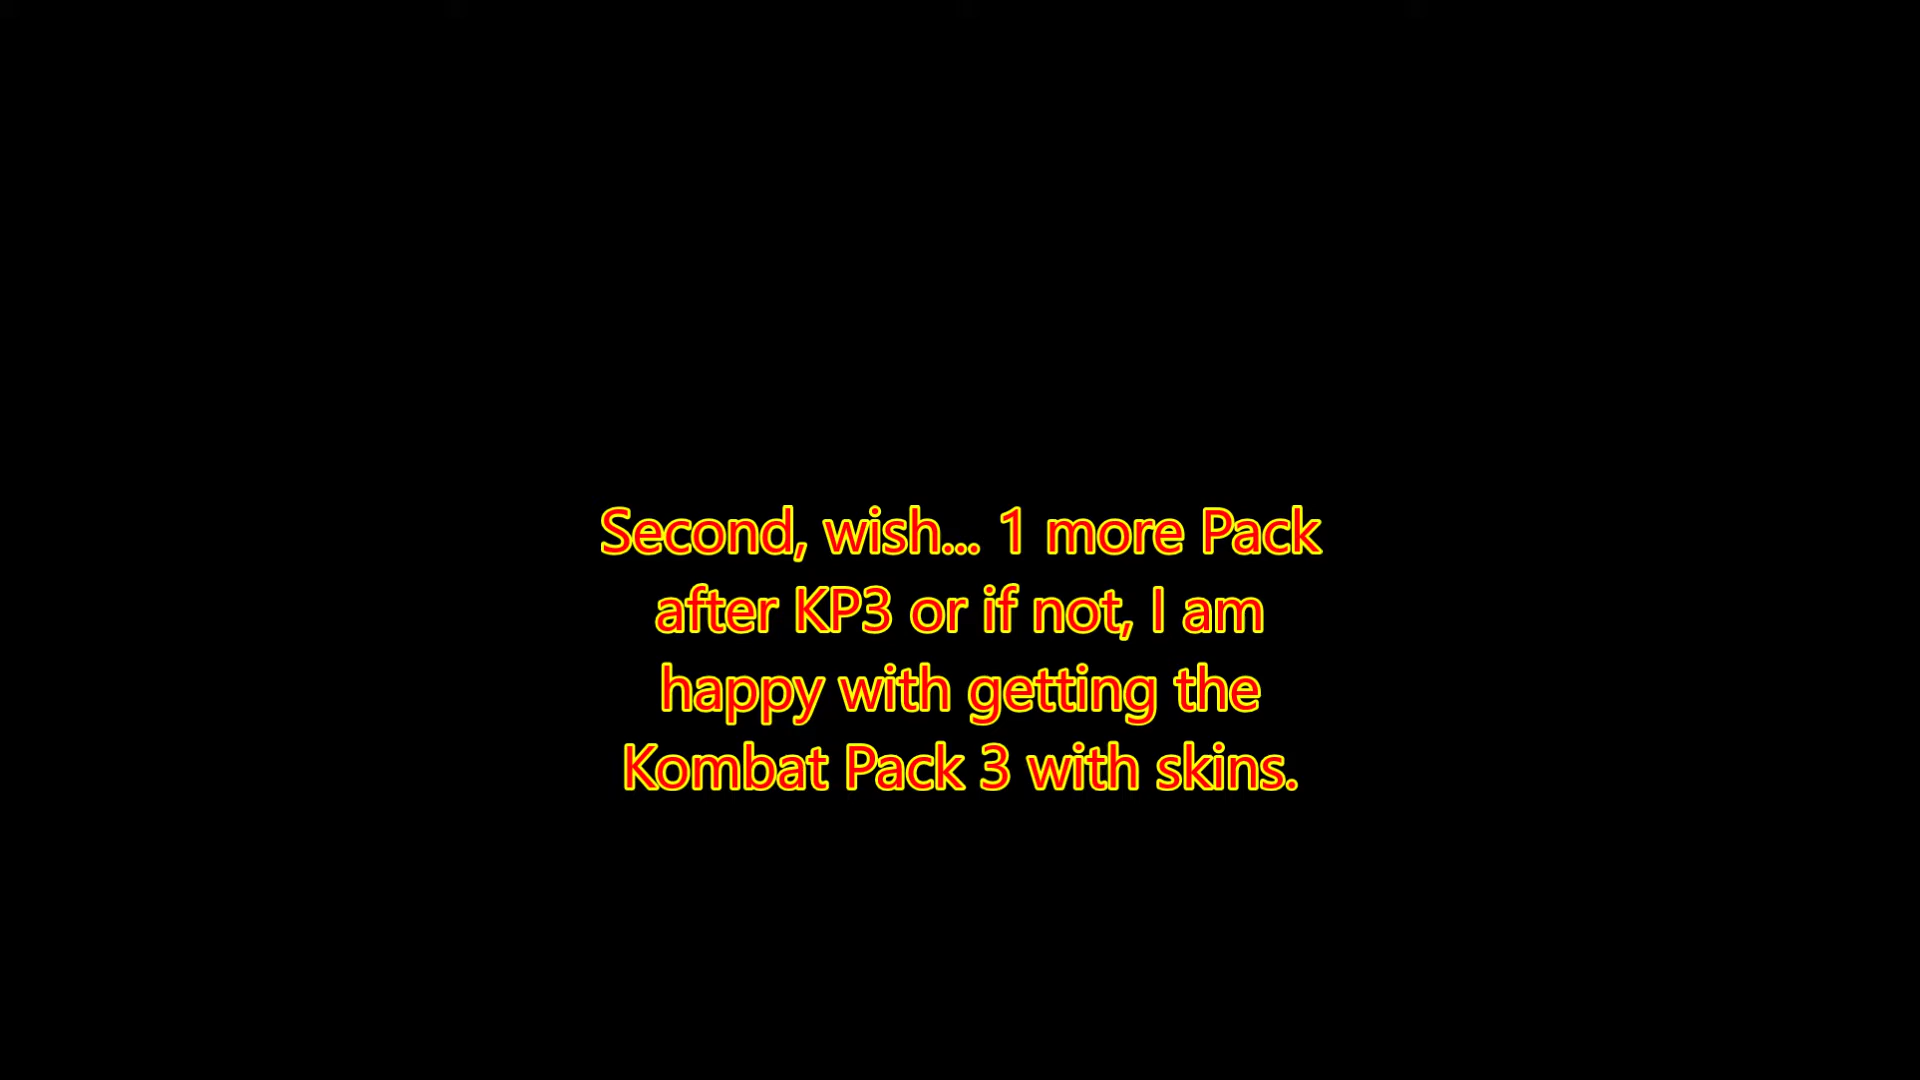 Second, wish... 1 more Pack
after KP3 or if not, I am
happy with getting the
Kombat Pack 3 with skins.